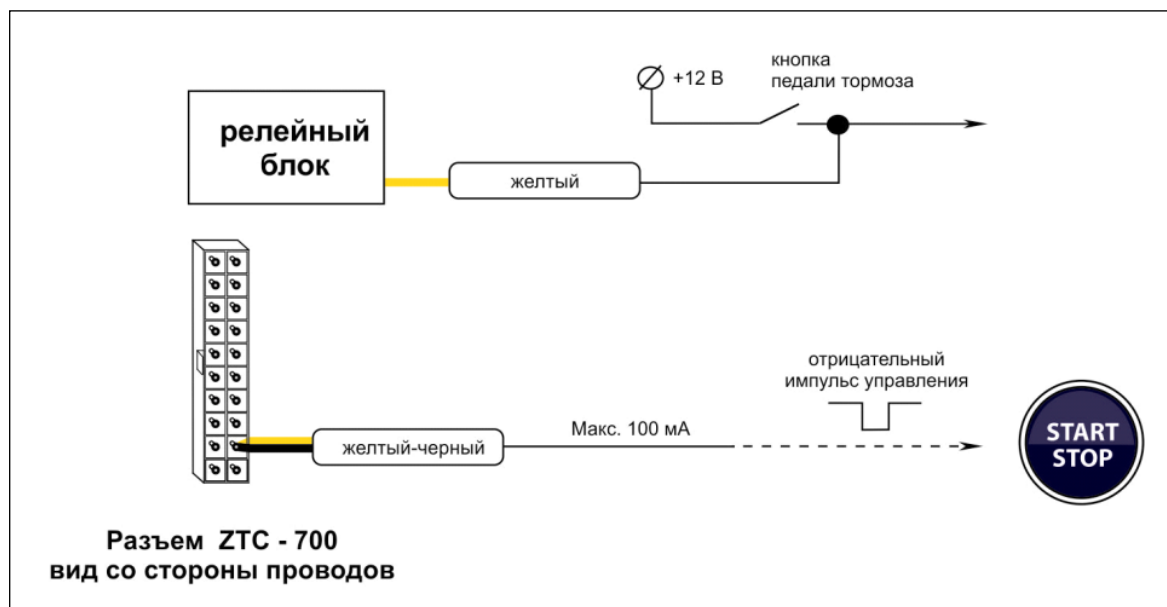 кнопка
педали тормоза
+12 В
релейный
блок
желтый
отрицательный
импульс управления
Макс. 100 мА
желтый-черный
START
STOP
Разъем ZTC - 700
вид со стороны проводов